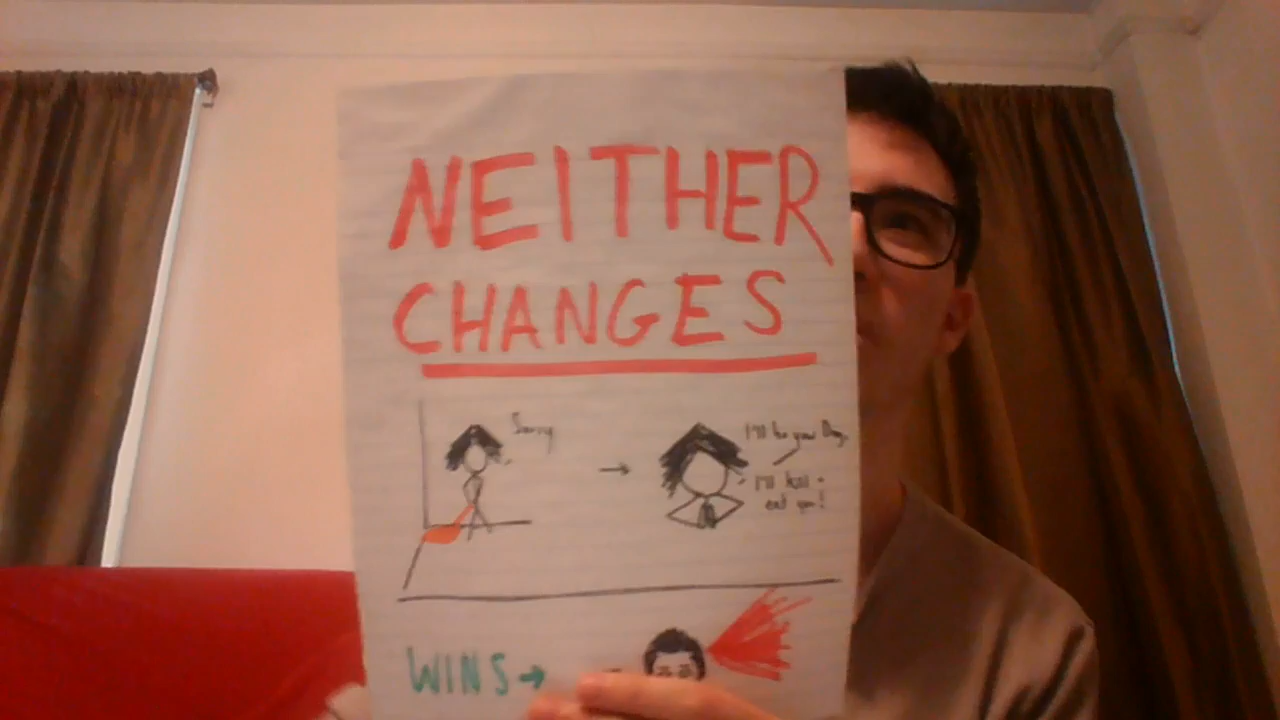 NEITHER
CHANGES
Sorry
I'll be your Dog
I'll kill +
eat you!
WINS →